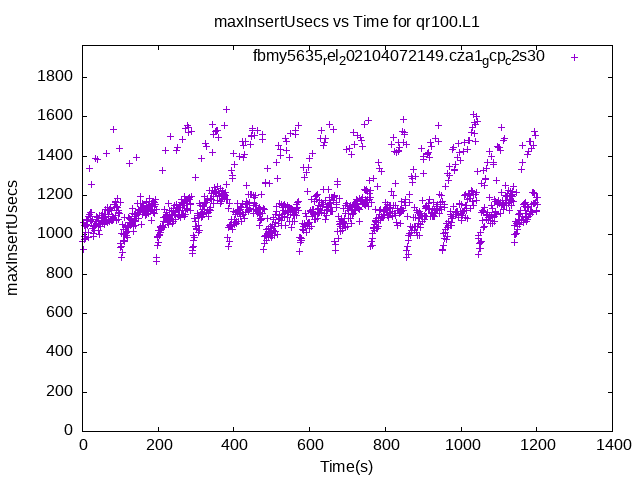 maxInsertUsecs vs Time for qr100.L1
fbmy5635rel202104072149.cza1gcpc2s30
1800
1600
1400
1200
1000
800
600
400
200
0
maxInsertUsecs
0 200 400 600 800 1000 1200 1400
Time(s)